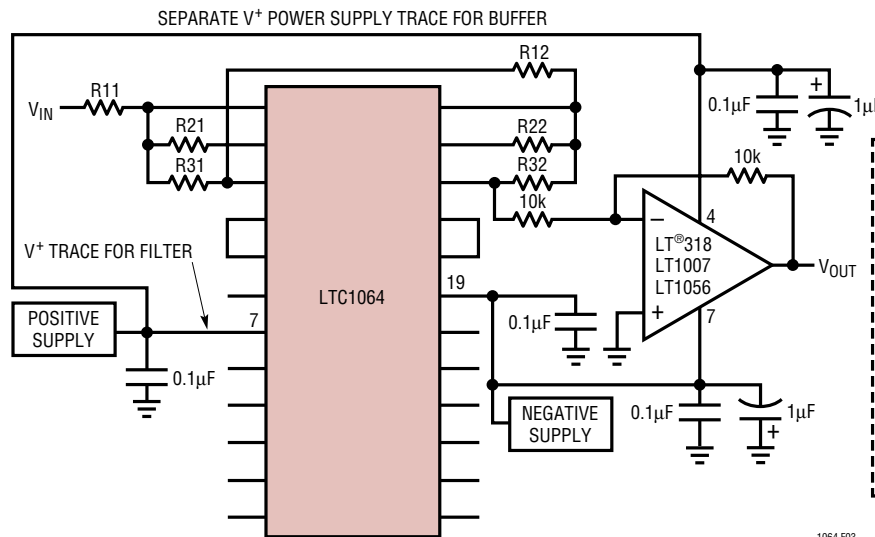 SEPARATE V⁺ POWER SUPPLY TRACE FOR BUFFER
R12
R11
VIN
R21
R22
R31
R32
10k
0.1µF
+
1µF
10k
–
4
LT®318
LT1007
LT1056
+
7
VOUT
V⁺ TRACE FOR FILTER
LTC1064
19
7
POSITIVE
SUPPLY
0.1µF
0.1µF
NEGATIVE
SUPPLY
0.1µF
1µF
+